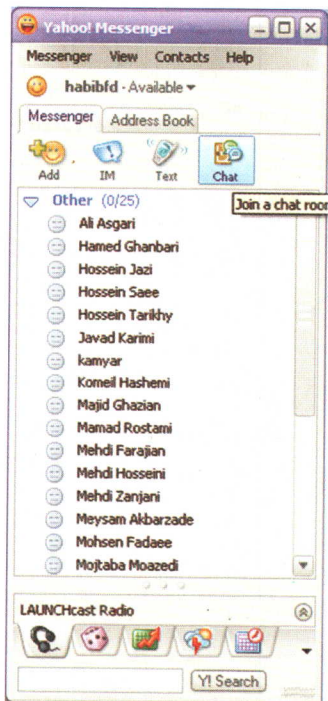 Yahoo! Messenger
Messenger View Contacts Help
habibfd - Available
Messenger Address Book
Add IM Text Chat
Other (0/25)
Join a chat roon
Ali Asgari
Hamed Ghanbari
Hossein Jazi
Hossein Saee
Hossein Tarikhy
Javad Karimi
kamyar
Komeil Hashemi
Majid Ghazian
Mamad Rostami
Mehdi Farajian
Mehdi Hosseini
Mehdi Zanjani
Meysam Akbarzade
Mohsen Fadaee
Mojtaba Moazedi
LAUNCHcast Radio
Y! Search